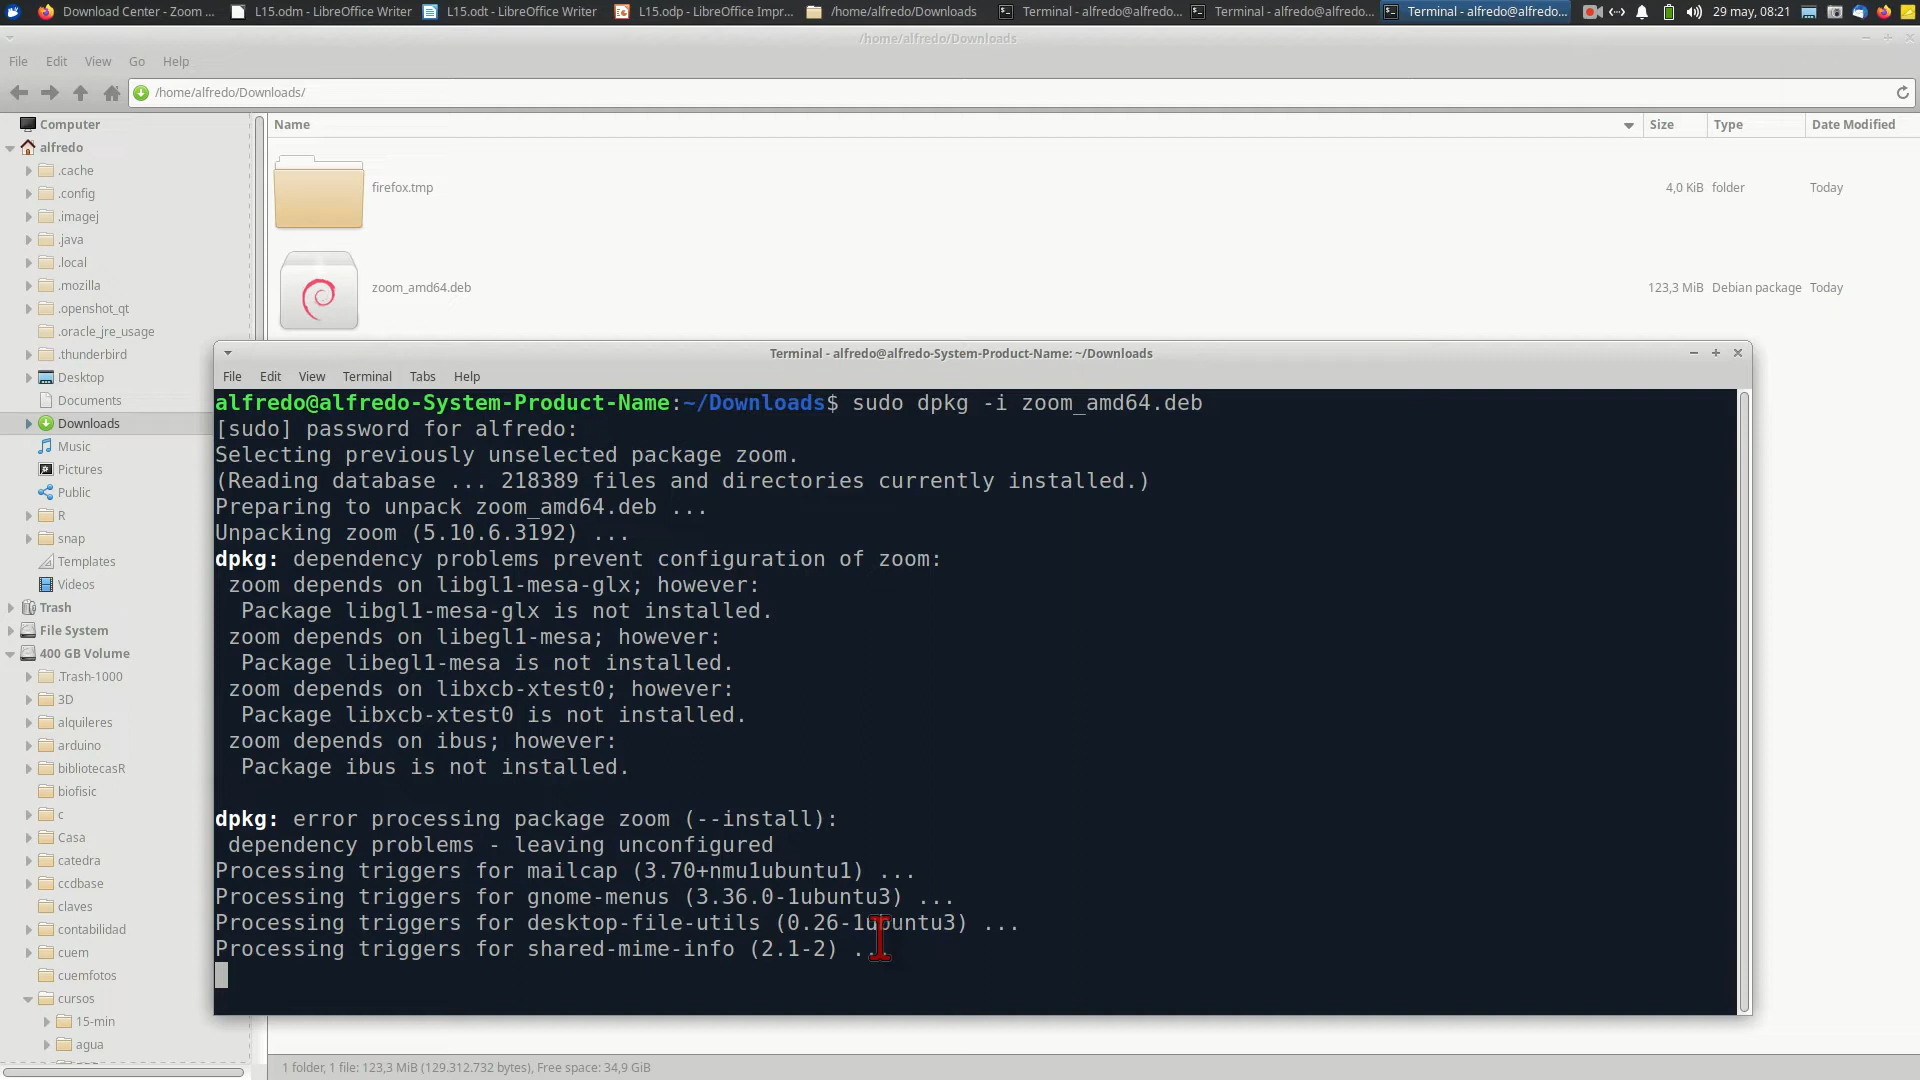 Download Center - Zoom ...
L15.odm - LibreOffice Writer
L15.odt - LibreOffice Writer
L15.odp - LibreOffice Impr...
/home/alfredo/Downloads
Terminal - alfredo@alfredo...
Terminal - alfredo@alfredo...
Terminal - alfredo@alfredo...
29 may, 08:21
/home/alfredo/Downloads
File Edit View Go Help
/home/alfredo/Downloads/
Computer
alfredo
.cache
.config
.imagej
.java
.local
.mozilla
.openshot_qt
.oracle_jre_usage
.thunderbird
Desktop
Documents
Downloads
Music
Pictures
Public
R
snap
Templates
Videos
Trash
File System
400 GB Volume
.Trash-1000
3D
alquileres
arduino
bibliotecasR
biofisic
c
Casa
catedra
ccdbase
claves
contabilidad
cuem
cuemfotos
cursos
15-min
agua
Name Size Type Date Modified
firefox.tmp 4,0 KiB folder Today
zoom_amd64.deb 123,3 MiB Debian package Today
Terminal - alfredo@alfredo-System-Product-Name: ~/Downloads
File Edit View Terminal Tabs Help
alfredo@alfredo-System-Product-Name:~/Downloads$ sudo dpkg -i zoom_amd64.deb
[sudo] password for alfredo:
Selecting previously unselected package zoom.
(Reading database ... 218389 files and directories currently installed.)
Preparing to unpack zoom_amd64.deb ...
Unpacking zoom (5.10.6.3192) ...
dpkg: dependency problems prevent configuration of zoom:
zoom depends on libgl1-mesa-glx; however:
Package libgl1-mesa-glx is not installed.
zoom depends on libegl1-mesa; however:
Package libegl1-mesa is not installed.
zoom depends on libxcb-xtest0; however:
Package libxcb-xtest0 is not installed.
zoom depends on ibus; however:
Package ibus is not installed.
dpkg: error processing package zoom (--install):
dependency problems - leaving unconfigured
Processing triggers for mailcap (3.70+nmu1ubuntu1) ...
Processing triggers for gnome-menus (3.36.0-1ubuntu3) ...
Processing triggers for desktop-file-utils (0.26-1ubuntu3) ...
Processing triggers for shared-mime-info (2.1-2) ...
1 folder, 1 file: 123,3 MiB (129.312.732 bytes), Free space: 34,9 GiB